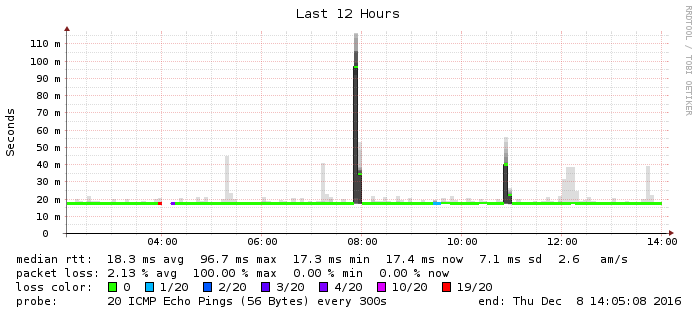 Last 12 Hours
RRDTOOL / TOBI OETIKER
Seconds
110 m
100 m
90 m
80 m
70 m
60 m
50 m
40 m
30 m
20 m
10 m
0
04:00 06:00 08:00 10:00 12:00 14:00
median rtt: 18.3 ms avg 96.7 ms max 17.3 ms min 17.4 ms now 7.1 ms sd 2.6 am/s
packet loss: 2.13 % avg 100.00 % max 0.00 % min 0.00 % now
loss color: 0 1/20 2/20 3/20 4/20 10/20 19/20
probe: 20 ICMP Echo Pings (56 Bytes) every 300s end: Thu Dec 8 14:05:08 2016